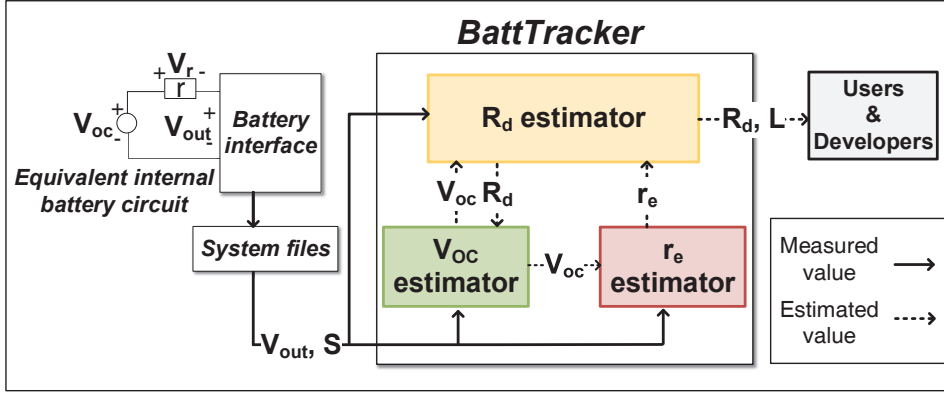 BattTracker
+ Vr -
r
+
Voc
-
+
Vout
-
Battery
interface
Equivalent internal
battery circuit
System files
Vout, S
Rd estimator
Voc
Rd
re
VOC
estimator
Voc
re
estimator
Rd, L
Users
&
Developers
Measured
value
Estimated
value